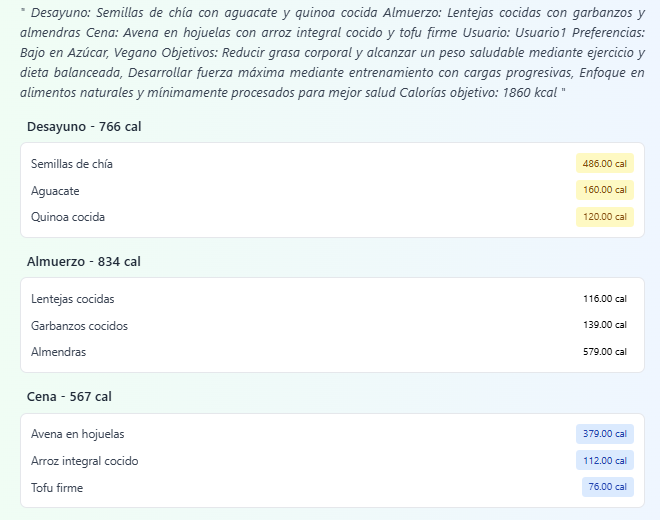 " Desayuno: Semillas de chía con aguacate y quinoa cocida Almuerzo: Lentejas cocidas con garbanzos y
almendras Cena: Avena en hojuelas con arroz integral cocido y tofu firme Usuario: Usuario1 Preferencias:
Bajo en Azúcar, Vegano Objetivos: Reducir grasa corporal y alcanzar un peso saludable mediante ejercicio y
dieta balanceada, Desarrollar fuerza máxima mediante entrenamiento con cargas progresivas, Enfoque en
alimentos naturales y mínimamente procesados para mejor salud Calorías objetivo: 1860 kcal "
Desayuno - 766 cal
Semillas de chía 486.00 cal
Aguacate 160.00 cal
Quinoa cocida 120.00 cal
Almuerzo - 834 cal
Lentejas cocidas 116.00 cal
Garbanzos cocidos 139.00 cal
Almendras 579.00 cal
Cena - 567 cal
Avena en hojuelas 379.00 cal
Arroz integral cocido 112.00 cal
Tofu firme 76.00 cal